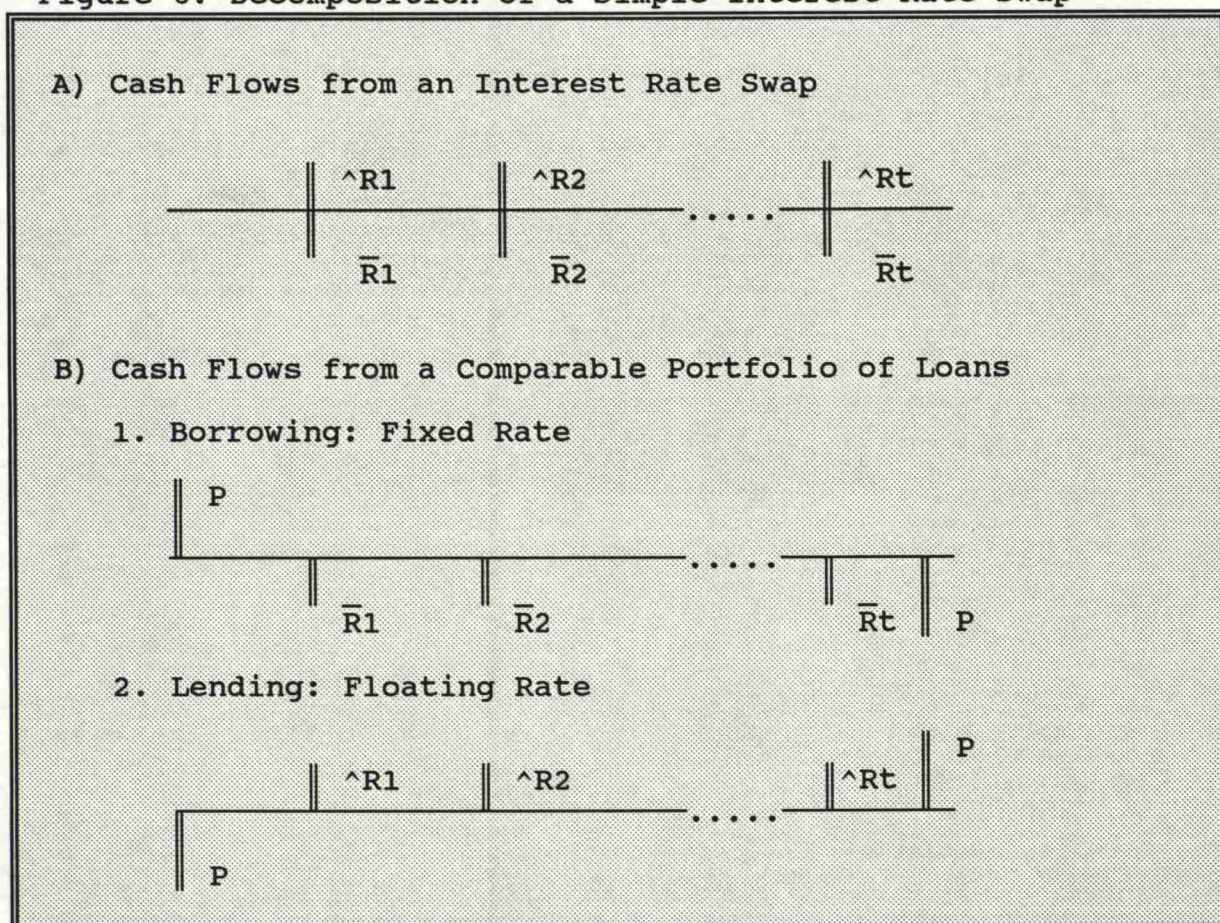 A) Cash Flows from an Interest Rate Swap
^R1 ^R2 ..... ^Rt
R̅1 R̅2 R̅t
B) Cash Flows from a Comparable Portfolio of Loans
1. Borrowing: Fixed Rate
P
.....
R̅1 R̅2 R̅t P
2. Lending: Floating Rate
P
^R1 ^R2 ^Rt
.....
P